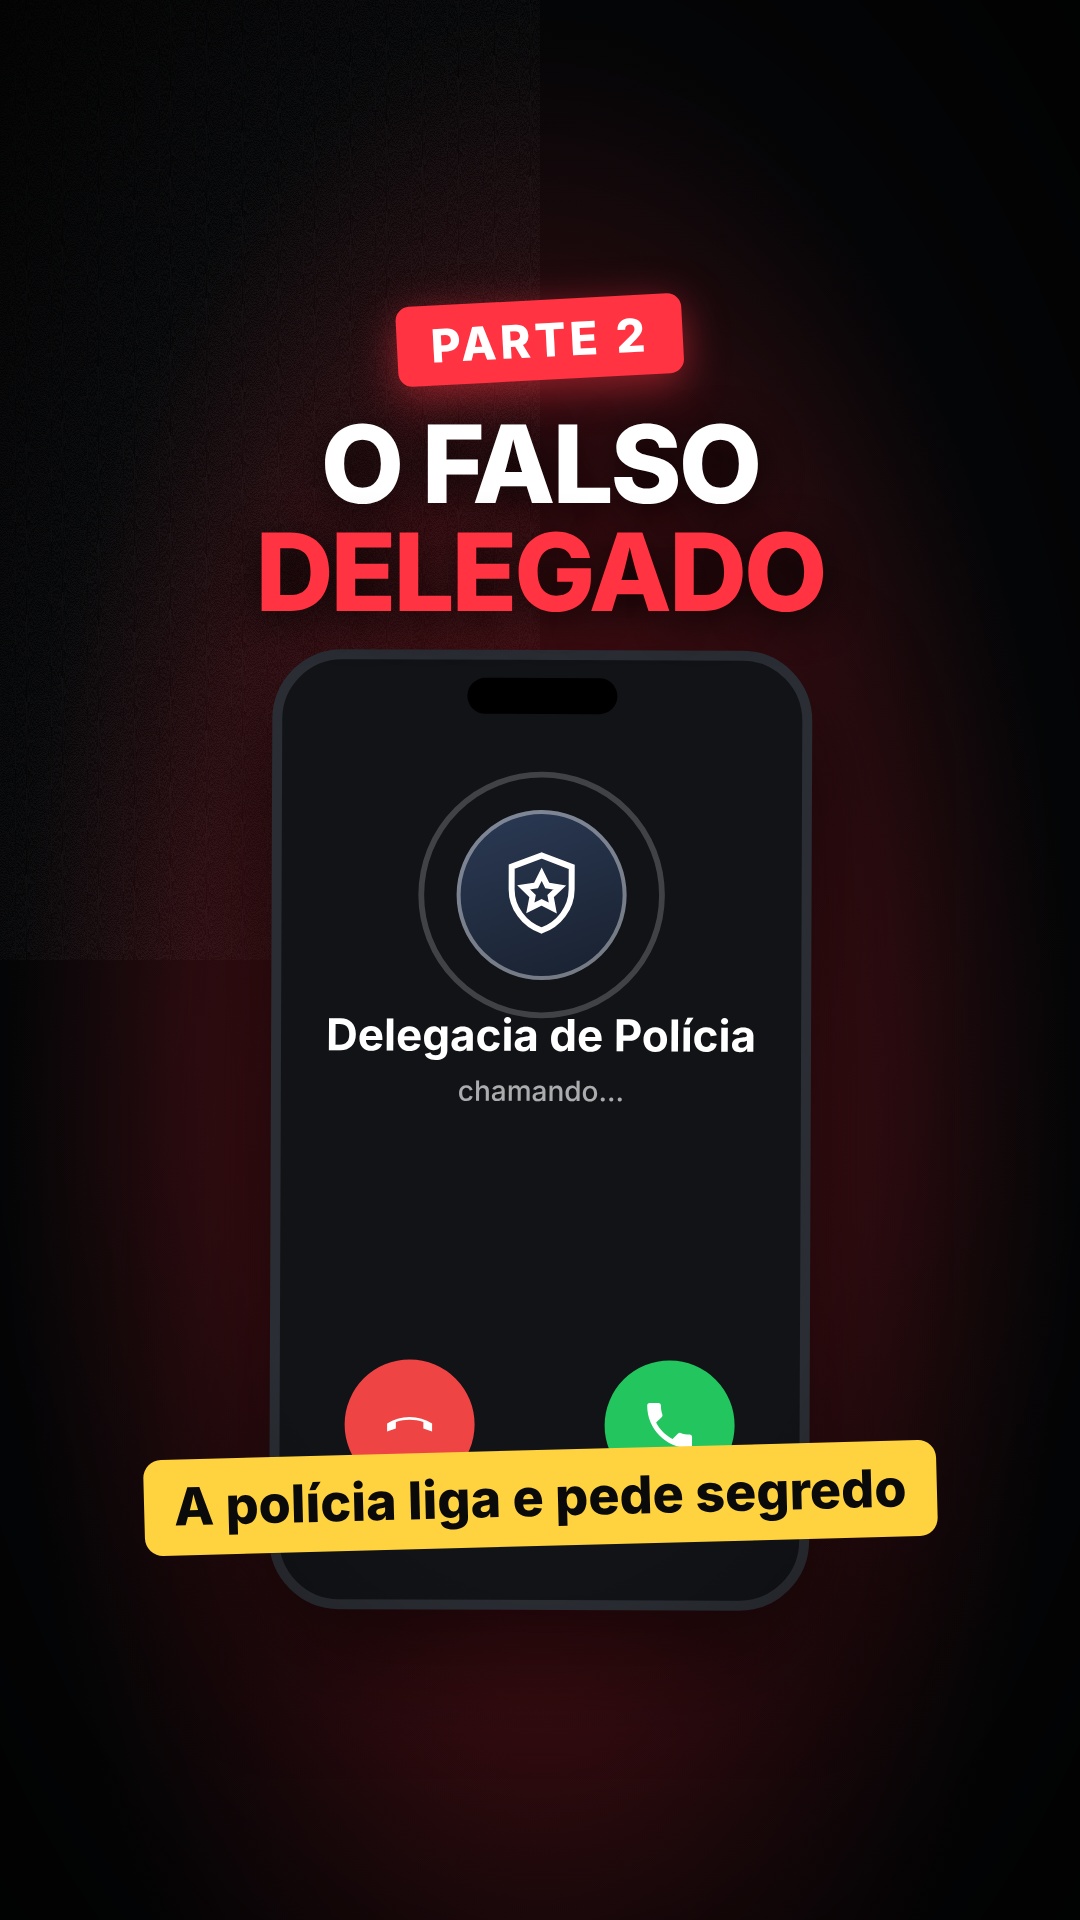 PARTE 2
O FALSO
DELEGADO
Delegacia de Polícia
chamando...
A polícia liga e pede segredo